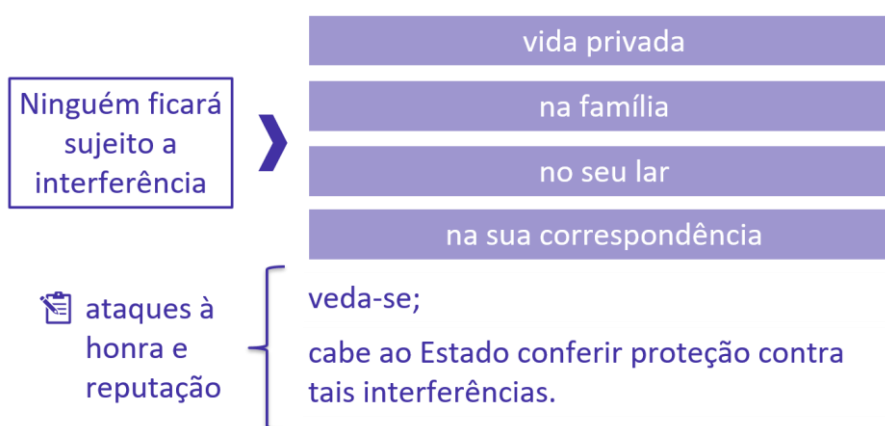 Ninguém ficará
sujeito a
interferência
vida privada
na família
no seu lar
na sua correspondência
ataques à
honra e
reputação
veda-se;
cabe ao Estado conferir proteção contra
tais interferências.